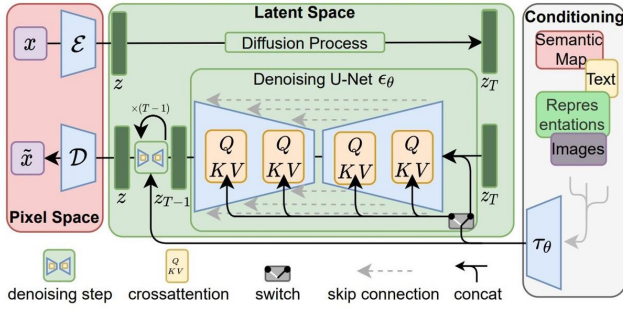 Latent Space
Conditioning
x
ℰ
Diffusion Process
Semantic
Map
z
z_T
Text
Denoising U-Net ϵ_θ
Repres
entations
×(T−1)
Q
KV
Q
KV
Q
KV
Q
KV
Images
x̃
D
z
z_{T−1}
z_T
Pixel Space
τ_θ
Q
KV
denoising step
crossattention
switch
skip connection
concat